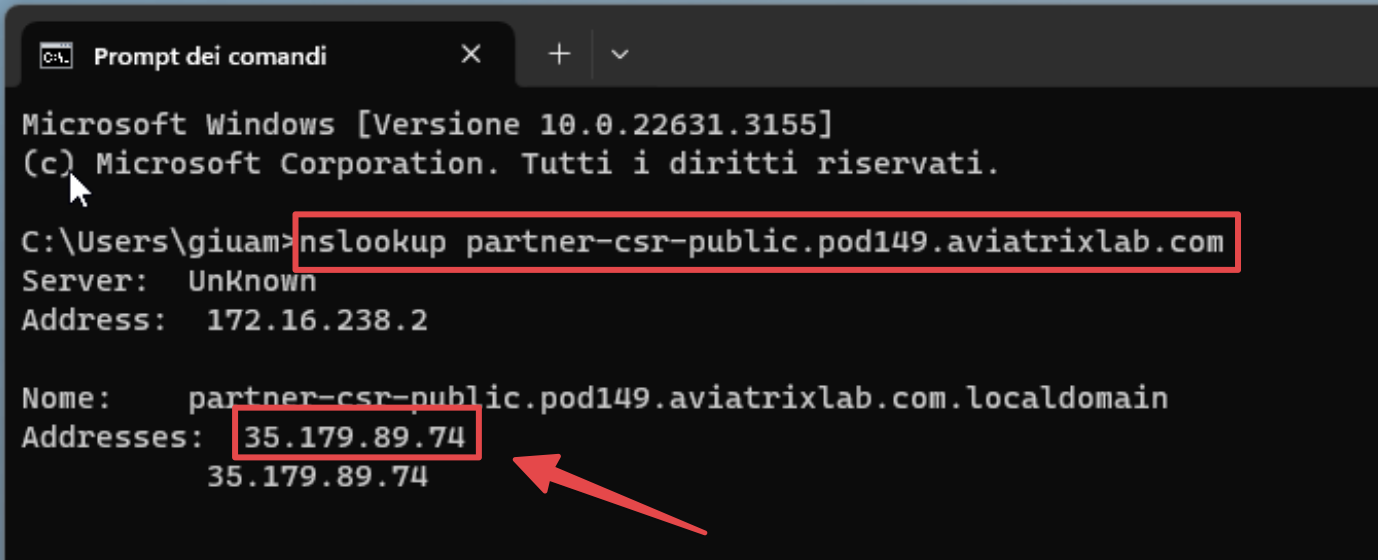 Prompt dei comandi
Microsoft Windows [Versione 10.0.22631.3155]
(c) Microsoft Corporation. Tutti i diritti riservati.
C:\Users\giuam>nslookup partner-csr-public.pod149.aviatrixlab.com
Server:  UnKnown
Address:  172.16.238.2
Nome:    partner-csr-public.pod149.aviatrixlab.com.localdomain
Addresses:  35.179.89.74
          35.179.89.74